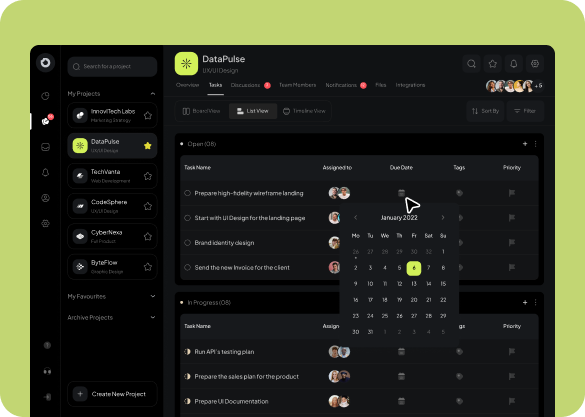 DataPulse
UX/UI Design
Search for a project
Overview
Tasks
Discussions
Team Members
Notifications
Files
Integrations
+5
My Projects
InnoviTech Labs
Marketing Strategy
DataPulse
UX/UI Design
TechVanta
Web Development
CodeSphere
UX/UI Design
CyberNexa
Full Product
ByteFlow
Graphic Design
My Favourites
Archive Projects
Create New Project
Board View
List View
Timeline View
Sort By
Filter
Open (08)
Task Name
Assigned to
Due Date
Tags
Priority
Prepare high-fidelity wireframe landing
Start with UI Design for the landing page
Brand identity design
Send the new Invoice for the client
January 2022
Mo Tu We Th Fr Sa Su
26 27 28 29 30 1
2 3 4 5 6 7 8
9 10 11 12 13 14 15
16 17 18 19 20 21 22
23 24 25 26 27 28 29
30 31 1 2 3 4 5
In Progress (08)
Task Name
Assign
gs
Priority
Run API's testing plan
Prepare the sales plan for the product
Prepare UI Documentation